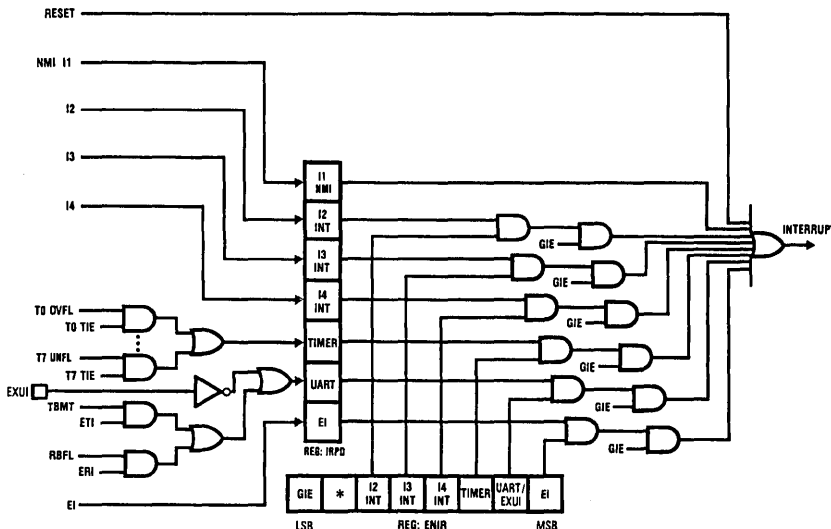 RESET
NMI I1
I2
I3
I4
I1
NMI
I2
INT
I3
INT
I4
INT
TIMER
UART
EI
REG: IRPD
GIE
GIE
GIE
GIE
GIE
GIE
INTERRUP
T0 OVFL
T0 TIE
T7 UNFL
T7 TIE
EXUI
TBMT
ETI
RBFL
ERI
EI
GIE
*
I2
INT
I3
INT
I4
INT
TIMER
UART/
EXUI
EI
LSB
REG: ENIR
MSB